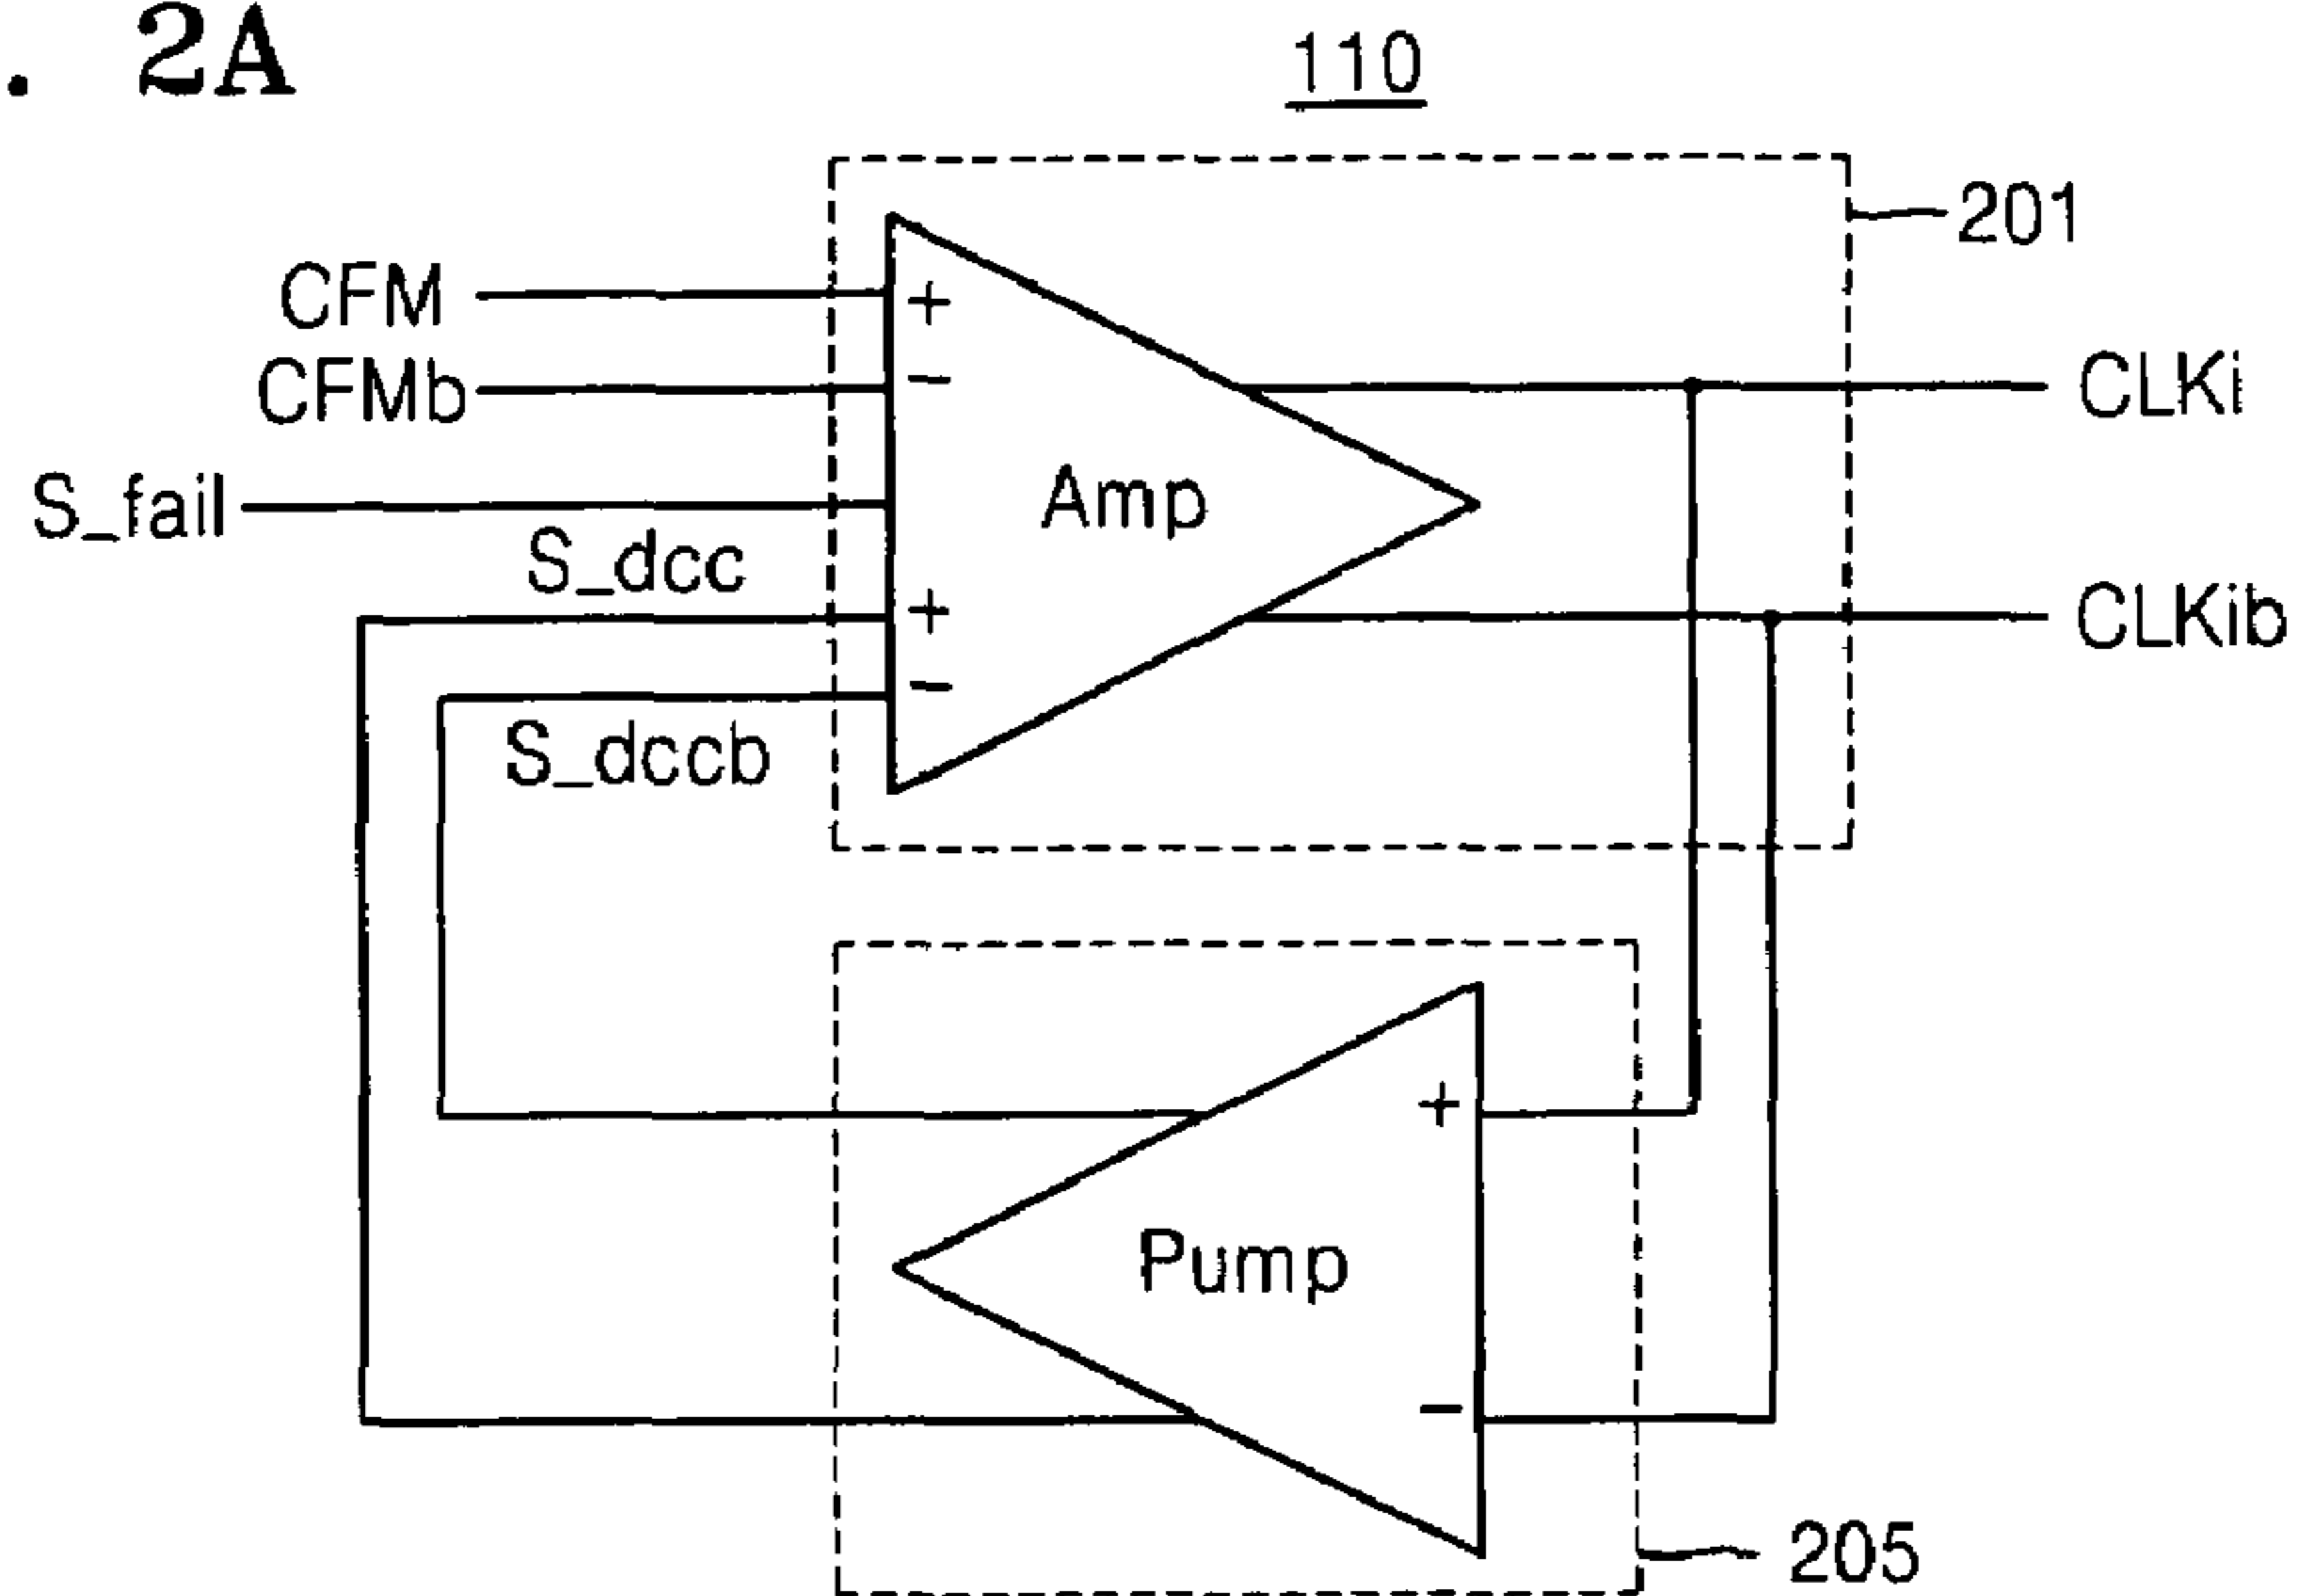 . 2A
110
201
CFM
+
CFMb
-
CLKi
S_fail
Amp
S_dcc
+
CLKib
-
S_dccb
+
Pump
-
205